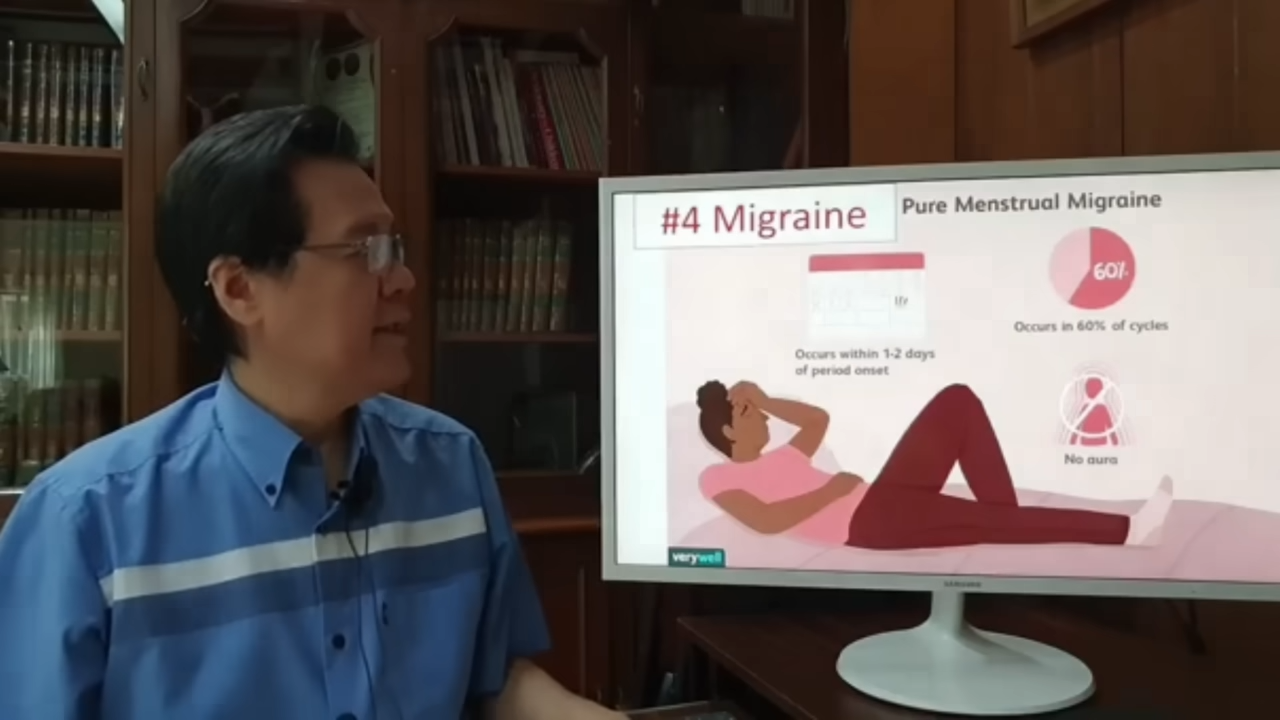 #4 Migraine
Pure Menstrual Migraine
60%
Occurs in 60% of cycles
Occurs within 1-2 days
of period onset
No aura
verywell
SAMSUNG